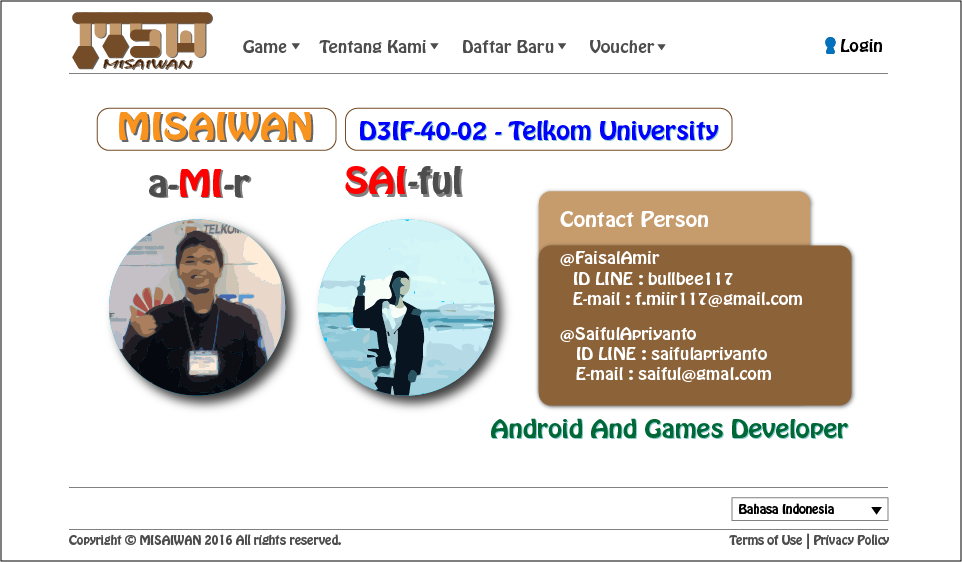 MSW
MISAIWAN
Game
Tentang Kami
Daftar Baru
Voucher
Login
MISAIWAN
D3IF-40-02 - Telkom University
a-MI-r
SAI-ful
TELKOM
Contact Person
@FaisalAmir
ID LINE : bullbee117
E-mail : f.miir117@gmail.com
@SaifulApriyanto
ID LINE : saifulapriyanto
E-mail : saiful@gmal.com
Android And Games Developer
Bahasa Indonesia
Copyright © MISAIWAN 2016 All rights reserved.
Terms of Use | Privacy Policy